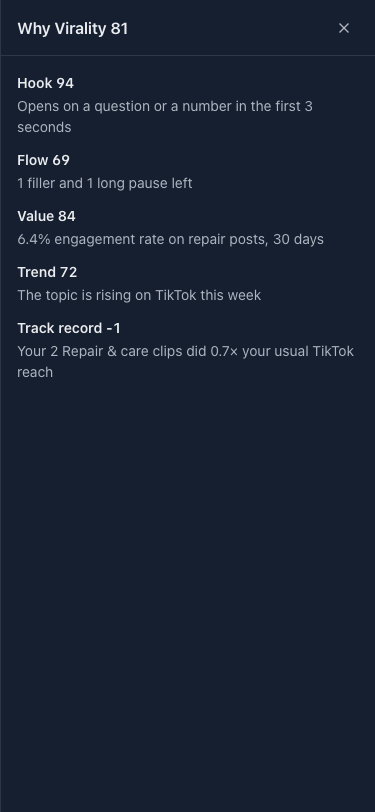 Why Virality 81
Hook 94
Opens on a question or a number in the first 3
seconds
Flow 69
1 filler and 1 long pause left
Value 84
6.4% engagement rate on repair posts, 30 days
Trend 72
The topic is rising on TikTok this week
Track record -1
Your 2 Repair & care clips did 0.7× your usual TikTok
reach